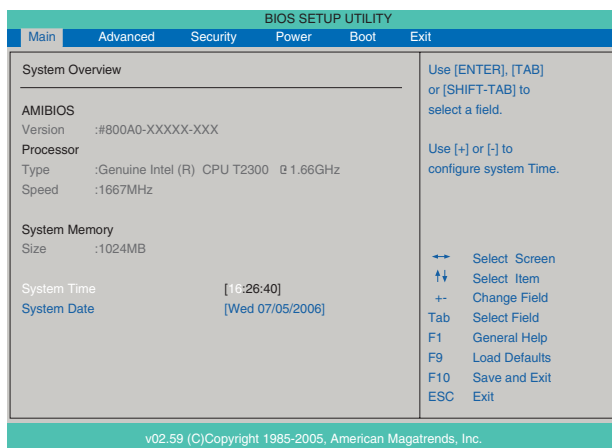 BIOS SETUP UTILITY
Main Advanced Security Power Boot Exit
System Overview
AMIBIOS
Version :#800A0-XXXXX-XXX
Processor
Type :Genuine Intel (R) CPU T2300 @ 1.66GHz
Speed :1667MHz
System Memory
Size :1024MB
System Time [16:26:40]
System Date [Wed 07/05/2006]
Use [ENTER], [TAB]
or [SHIFT-TAB] to
select a field.
Use [+] or [-] to
configure system Time.
↔ Select Screen
↑↓ Select Item
+- Change Field
Tab Select Field
F1 General Help
F9 Load Defaults
F10 Save and Exit
ESC Exit
v02.59 (C)Copyright 1985-2005, American Magatrends, Inc.